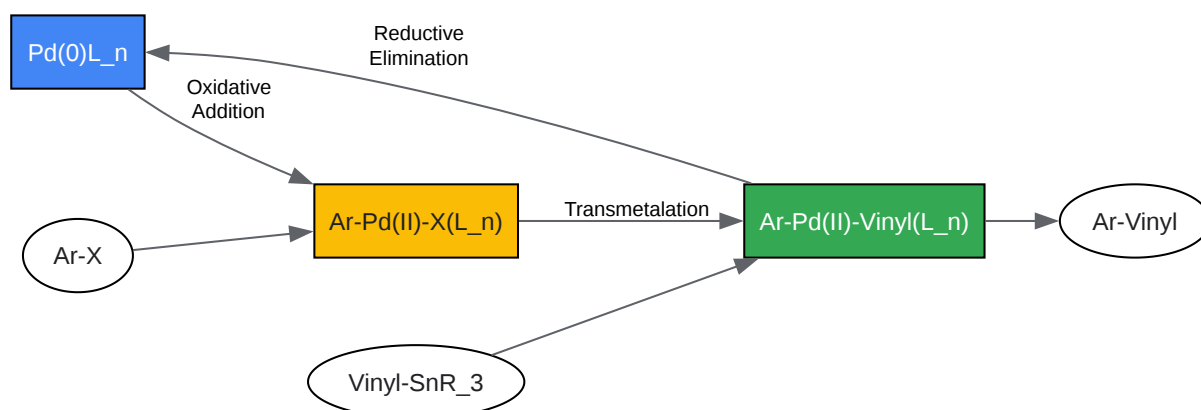 Pd(0)L_n
Reductive
Elimination
Oxidative
Addition
Ar-Pd(II)-X(L_n)
Transmetalation
Ar-Pd(II)-Vinyl(L_n)
Ar-Vinyl
Ar-X
Vinyl-SnR_3